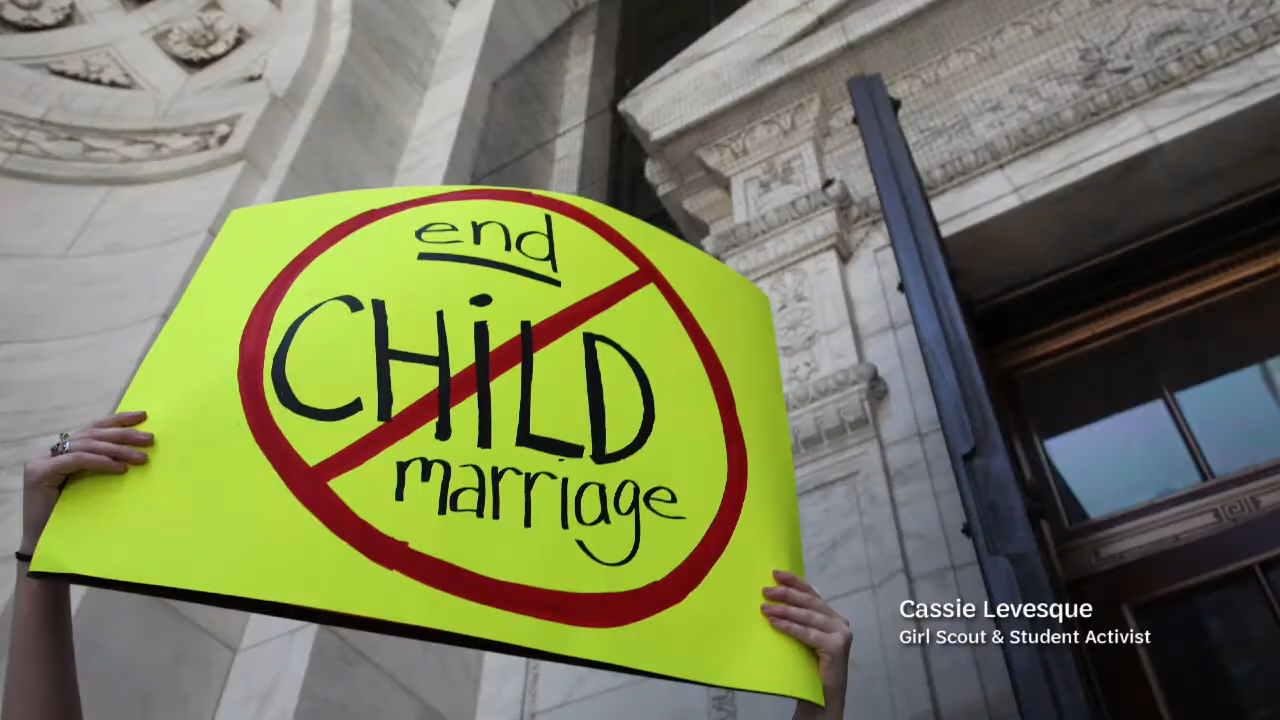 end
CHiLD
marriage
Cassie Levesque
Girl Scout & Student Activist